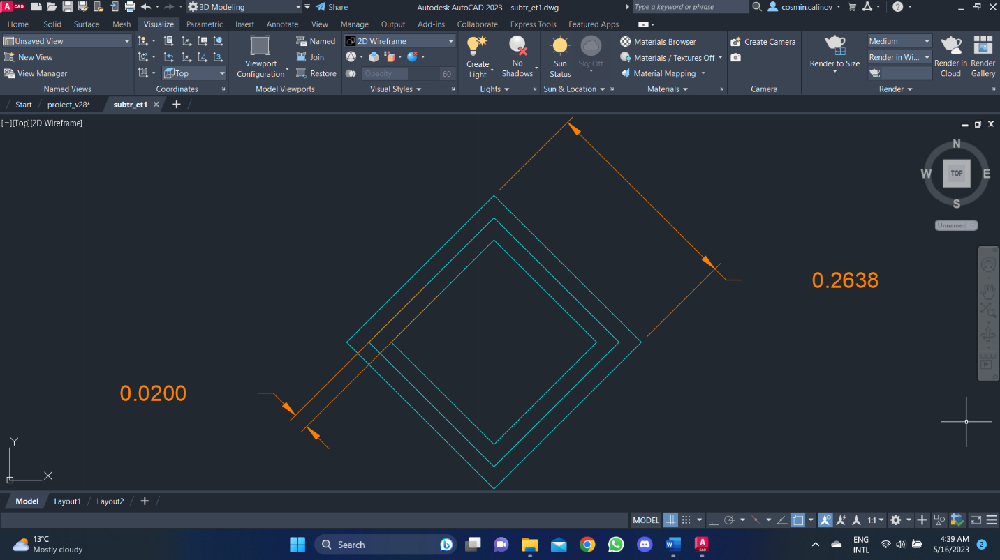 A CAD 3D Modeling Share Autodesk AutoCAD 2023 subtr_et1.dwg Type a keyword or phrase cosmin.calinov
Home Solid Surface Mesh Visualize Parametric Insert Annotate View Manage Output Add-ins Collaborate Express Tools Featured Apps
Unsaved View
New View
View Manager
Named Views
Top
Coordinates
Viewport
Configuration
Named
Join
Restore
Model Viewports
2D Wireframe
Opacity 60
Visual Styles
Create
Light
No
Shadows
Lights
Sun
Status
Sky Off
Sun & Location
Materials Browser
Materials / Textures Off
Material Mapping
Materials
Create Camera
Camera
Render to Size
Medium
Render in Wi...
Render in
Cloud
Render
Gallery
Render
Start proiect_v28* subtr_et1
[−][Top][2D Wireframe]
N
W TOP E
S
Unnamed
0.2638
0.0200
Y
X
Model Layout1 Layout2
MODEL 1:1
13°C
Mostly cloudy
Search
W
A CAD
ENG
INTL
4:39 AM
5/16/2023
2